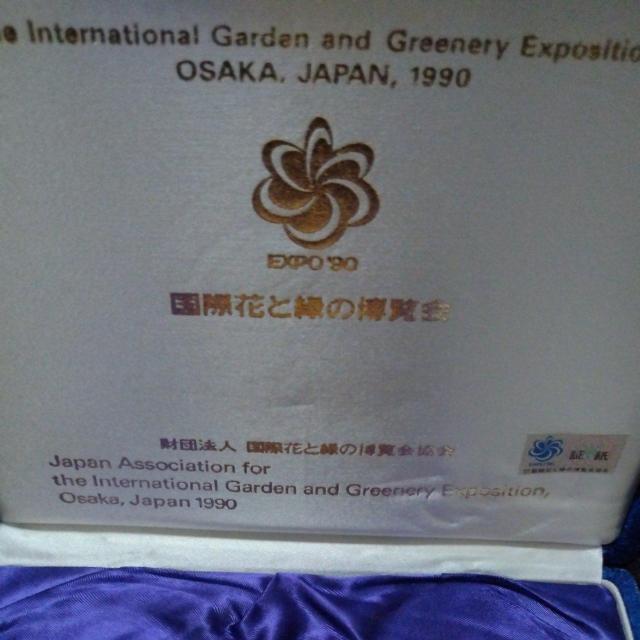 e International Garden and Greenery Expositio
OSAKA, JAPAN, 1990
EXPO '90
国際花と緑の博覧会
財団法人 国際花と緑の博覧会協会
Japan Association for
the International Garden and Greenery Exposition,
Osaka, Japan 1990
証 紙